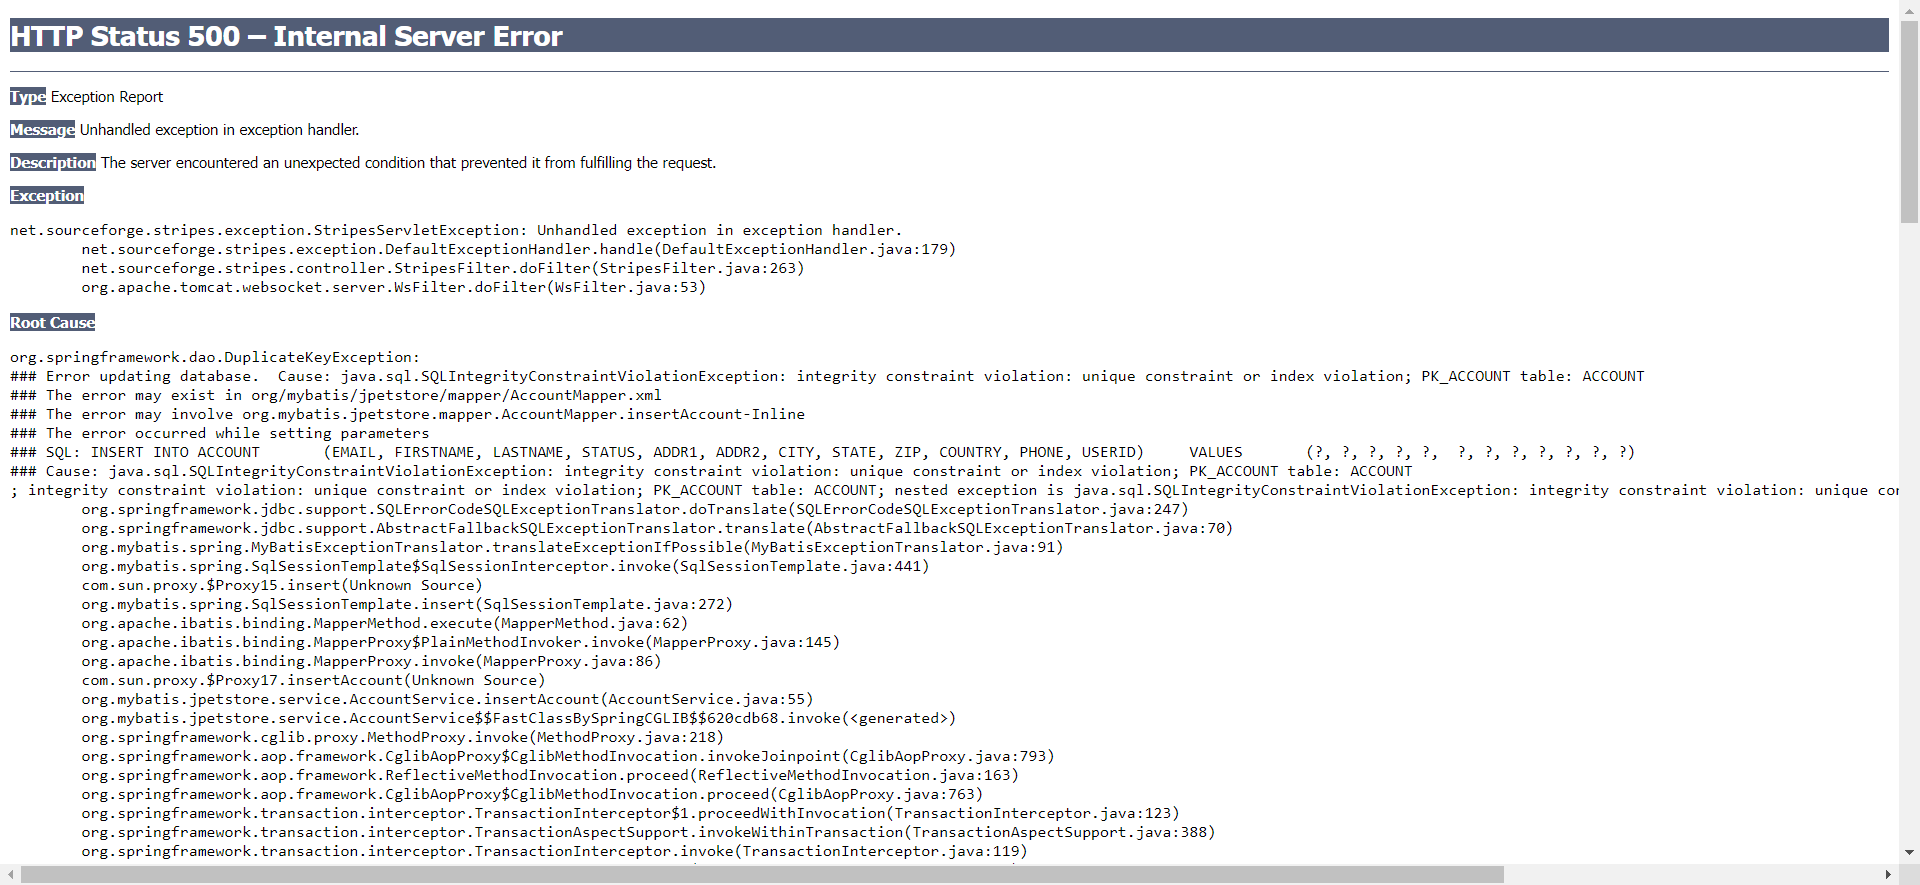 HTTP Status 500 – Internal Server Error
Type Exception Report
Message Unhandled exception in exception handler.
Description The server encountered an unexpected condition that prevented it from fulfilling the request.
Exception
net.sourceforge.stripes.exception.StripesServletException: Unhandled exception in exception handler.
net.sourceforge.stripes.exception.DefaultExceptionHandler.handle(DefaultExceptionHandler.java:179)
net.sourceforge.stripes.controller.StripesFilter.doFilter(StripesFilter.java:263)
org.apache.tomcat.websocket.server.WsFilter.doFilter(WsFilter.java:53)
Root Cause
org.springframework.dao.DuplicateKeyException:
### Error updating database.  Cause: java.sql.SQLIntegrityConstraintViolationException: integrity constraint violation: unique constraint or index violation; PK_ACCOUNT table: ACCOUNT
### The error may exist in org/mybatis/jpetstore/mapper/AccountMapper.xml
### The error may involve org.mybatis.jpetstore.mapper.AccountMapper.insertAccount-Inline
### The error occurred while setting parameters
### SQL: INSERT INTO ACCOUNT       (EMAIL, FIRSTNAME, LASTNAME, STATUS, ADDR1, ADDR2, CITY, STATE, ZIP, COUNTRY, PHONE, USERID)     VALUES       (?, ?, ?, ?, ?,  ?, ?, ?, ?, ?, ?, ?)
### Cause: java.sql.SQLIntegrityConstraintViolationException: integrity constraint violation: unique constraint or index violation; PK_ACCOUNT table: ACCOUNT
; integrity constraint violation: unique constraint or index violation; PK_ACCOUNT table: ACCOUNT; nested exception is java.sql.SQLIntegrityConstraintViolationException: integrity constraint violation: unique con
org.springframework.jdbc.support.SQLErrorCodeSQLExceptionTranslator.doTranslate(SQLErrorCodeSQLExceptionTranslator.java:247)
org.springframework.jdbc.support.AbstractFallbackSQLExceptionTranslator.translate(AbstractFallbackSQLExceptionTranslator.java:70)
org.mybatis.spring.MyBatisExceptionTranslator.translateExceptionIfPossible(MyBatisExceptionTranslator.java:91)
org.mybatis.spring.SqlSessionTemplate$SqlSessionInterceptor.invoke(SqlSessionTemplate.java:441)
com.sun.proxy.$Proxy15.insert(Unknown Source)
org.mybatis.spring.SqlSessionTemplate.insert(SqlSessionTemplate.java:272)
org.apache.ibatis.binding.MapperMethod.execute(MapperMethod.java:62)
org.apache.ibatis.binding.MapperProxy$PlainMethodInvoker.invoke(MapperProxy.java:145)
org.apache.ibatis.binding.MapperProxy.invoke(MapperProxy.java:86)
com.sun.proxy.$Proxy17.insertAccount(Unknown Source)
org.mybatis.jpetstore.service.AccountService.insertAccount(AccountService.java:55)
org.mybatis.jpetstore.service.AccountService$$FastClassBySpringCGLIB$$620cdb68.invoke(<generated>)
org.springframework.cglib.proxy.MethodProxy.invoke(MethodProxy.java:218)
org.springframework.aop.framework.CglibAopProxy$CglibMethodInvocation.invokeJoinpoint(CglibAopProxy.java:793)
org.springframework.aop.framework.ReflectiveMethodInvocation.proceed(ReflectiveMethodInvocation.java:163)
org.springframework.aop.framework.CglibAopProxy$CglibMethodInvocation.proceed(CglibAopProxy.java:763)
org.springframework.transaction.interceptor.TransactionInterceptor$1.proceedWithInvocation(TransactionInterceptor.java:123)
org.springframework.transaction.interceptor.TransactionAspectSupport.invokeWithinTransaction(TransactionAspectSupport.java:388)
org.springframework.transaction.interceptor.TransactionInterceptor.invoke(TransactionInterceptor.java:119)